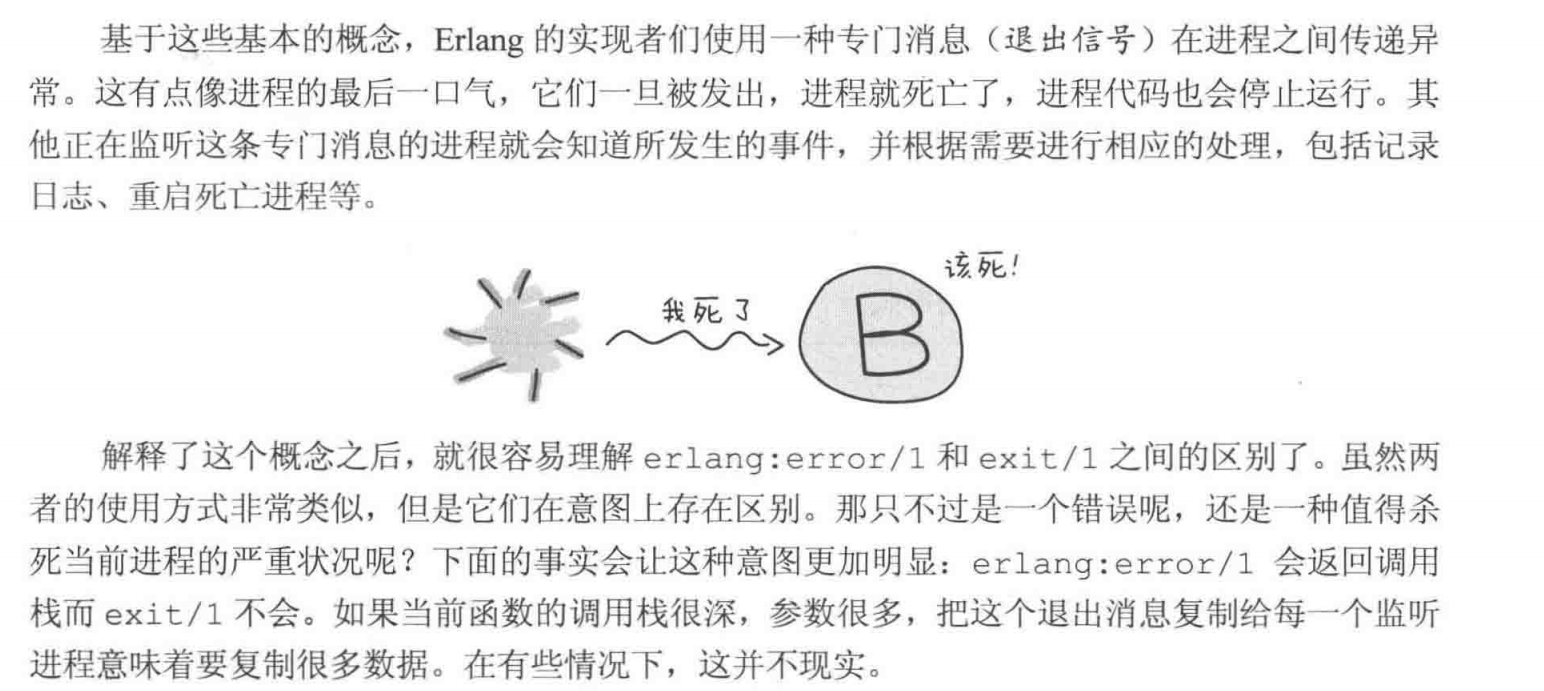 基于这些基本的概念，Erlang 的实现者们使用一种专门消息（退出信号）在进程之间传递异
常。这有点像进程的最后一口气，它们一旦被发出，进程就死亡了，进程代码也会停止运行。其
他正在监听这条专门消息的进程就会知道所发生的事件，并根据需要进行相应的处理，包括记录
日志、重启死亡进程等。
该死！
我死了
B
解释了这个概念之后，就很容易理解 erlang:error/1 和 exit/1 之间的区别了。虽然两
者的使用方式非常类似，但是它们在意图上存在区别。那只不过是一个错误呢，还是一种值得杀
死当前进程的严重状况呢？下面的事实会让这种意图更加明显：erlang:error/1 会返回调用
栈而 exit/1 不会。如果当前函数的调用栈很深，参数很多，把这个退出消息复制给每一个监听
进程意味着要复制很多数据。在有些情况下，这并不现实。